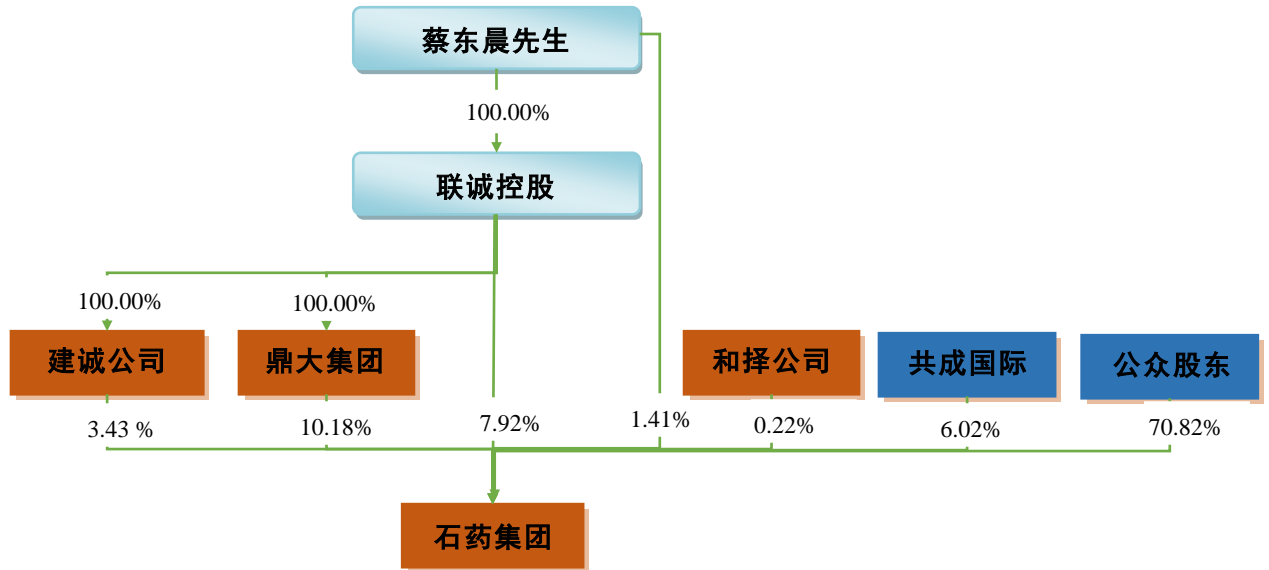 蔡东晨先生
100.00%
联诚控股
100.00%
100.00%
建诚公司
鼎大集团
和择公司
共成国际
公众股东
3.43 %
10.18%
7.92%
1.41%
0.22%
6.02%
70.82%
石药集团